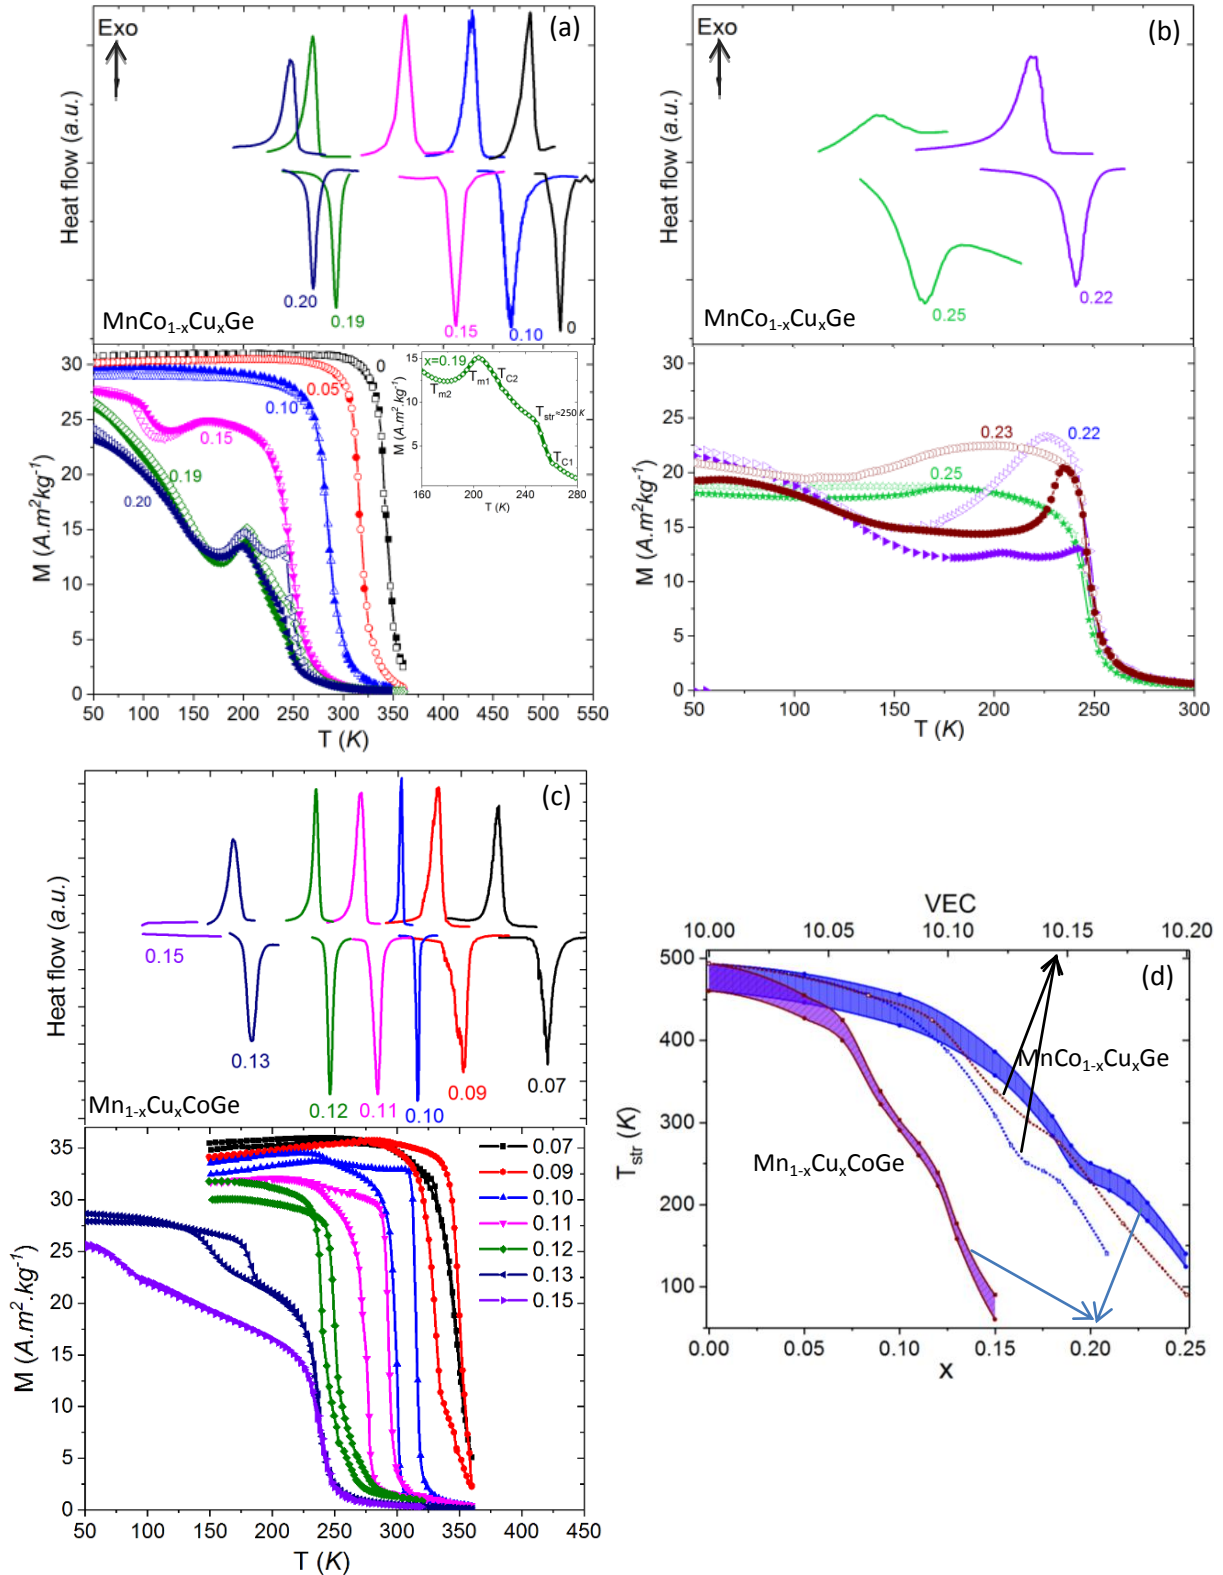 (a)
Exo
Heat flow (a.u.)
0.20
0.19
0.15
0.10
0
MnCo1-xCuxGe
30
25
20
15
10
5
0
M (A.m2kg-1)
0
0.05
0.10
0.15
0.19
0.20
15
10
5
x=0.19
Tm2
Tm1
TC2
Tstr≈250 K
TC1
M (A.m2.kg-1)
160 200 240 280
T (K)
50 100 150 200 250 300 350 400 450 500 550
T (K)
(b)
Exo
Heat flow (a.u.)
0.25
0.22
MnCo1-xCuxGe
30
25
20
15
10
5
0
M (A.m2kg-1)
0.23
0.22
0.25
50 100 150 200 250 300
T (K)
(c)
Heat flow (a.u.)
0.15
0.13
0.12
0.11
0.10
0.09
0.07
Mn1-xCuxCoGe
35
30
25
20
15
10
5
0
M (A.m2.kg-1)
0.07
0.09
0.10
0.11
0.12
0.13
0.15
50 100 150 200 250 300 350 400 450
T (K)
VEC
10.00 10.05 10.10 10.15 10.20
(d)
500
400
300
200
100
Tstr (K)
MnCo1-xCuxGe
Mn1-xCuxCoGe
0.00 0.05 0.10 0.15 0.20 0.25
x